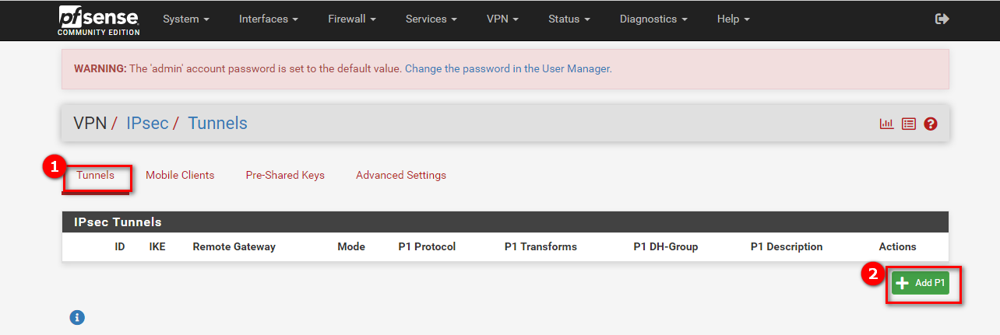 pfsense System Interfaces Firewall Services VPN Status Diagnostics Help
COMMUNITY EDITION
WARNING: The 'admin' account password is set to the default value. Change the password in the User Manager.
VPN / IPsec / Tunnels
1
Tunnels Mobile Clients Pre-Shared Keys Advanced Settings
IPsec Tunnels
ID IKE Remote Gateway Mode P1 Protocol P1 Transforms P1 DH-Group P1 Description Actions
2
Add P1